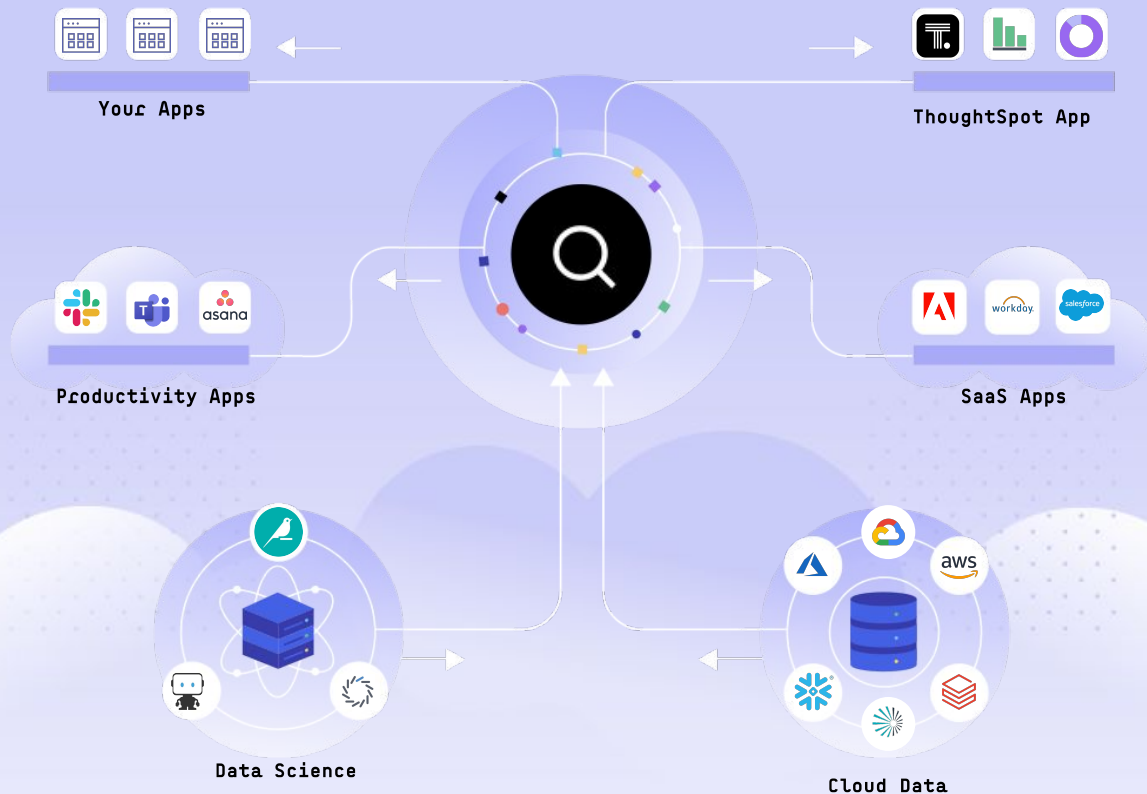 Your Apps
T.
ThoughtSpot App
T
asana
workday.
salesforce
Productivity Apps
SaaS Apps
aws
®
Data Science
Cloud Data